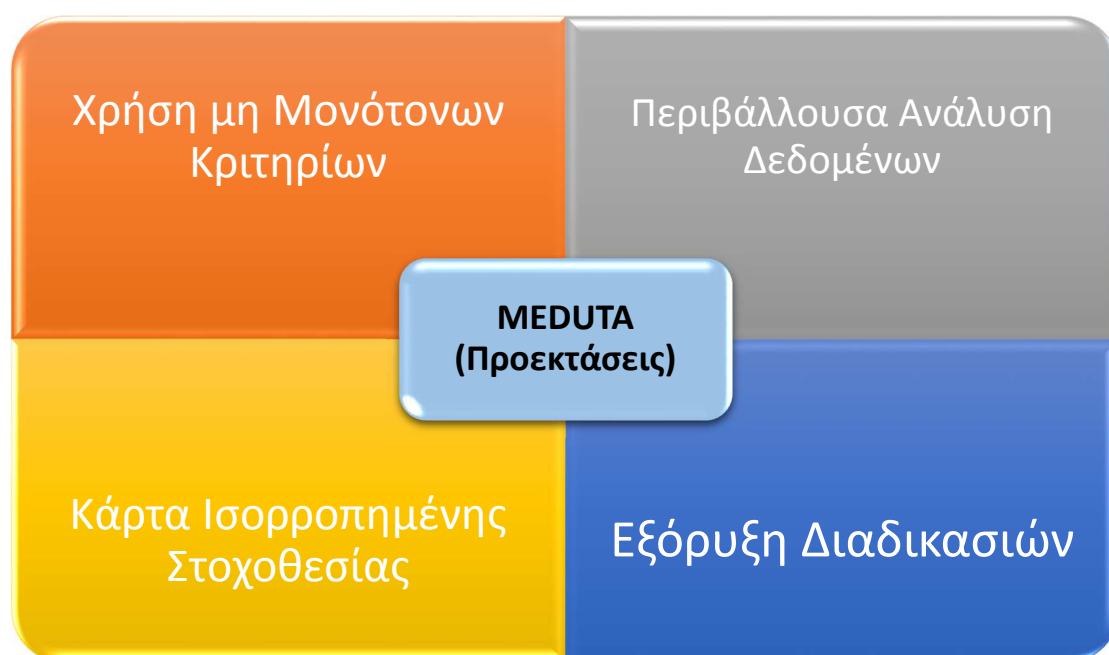 Χρήση μη Μονότονων
Κριτηρίων
Περιβάλλουσα Ανάλυση
Δεδομένων
MEDUTA
(Προεκτάσεις)
Κάρτα Ισορροπημένης
Στοχοθεσίας
Εξόρυξη Διαδικασιών